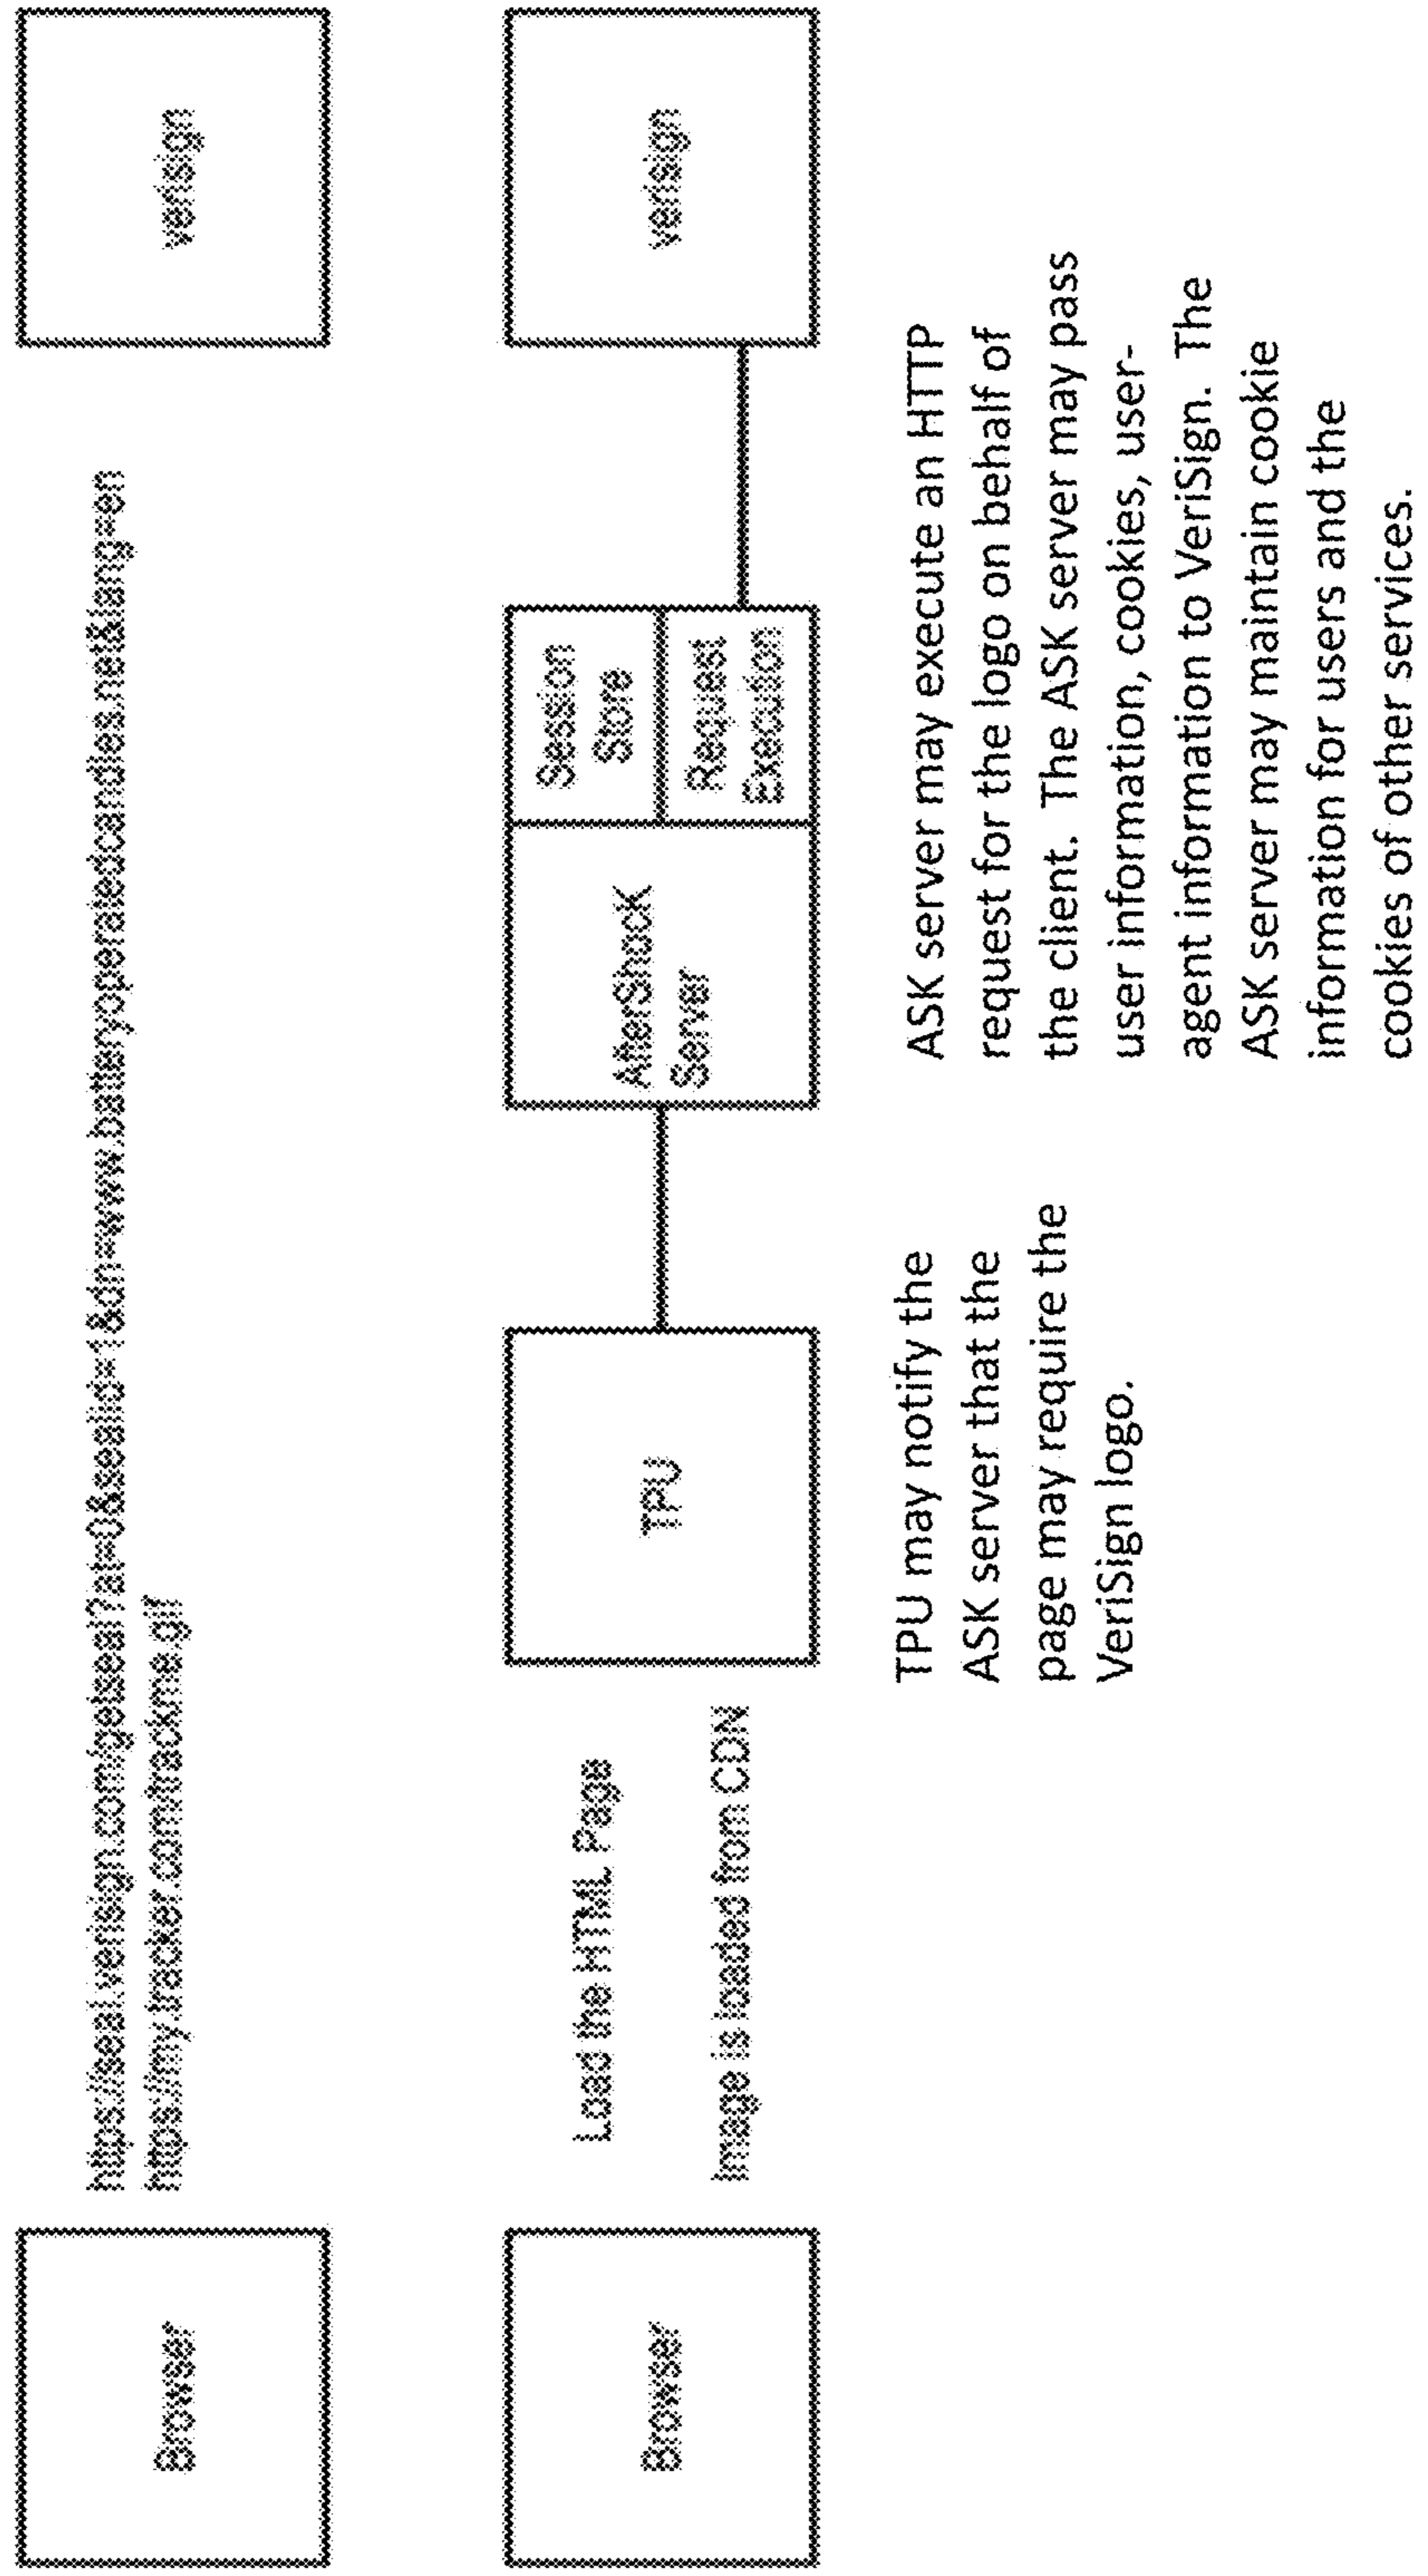 Browser
https://seal.verisign.com/getseal?at=0&sealid=1&dn=www.batteryoperatedcandles.net&lang=en
https://my.tracker.com/trackme.gif
verisign
Browser
Load the HTML Page
Image is loaded from CDN
TPU
AfterShocK
Server
Session
Store
Request
Execution
verisign
TPU may notify the
ASK server that the
page may require the
VeriSign logo.
ASK server may execute an HTTP
request for the logo on behalf of
the client. The ASK server may pass
user information, cookies, user-
agent information to VeriSign. The
ASK server may maintain cookie
information for users and the
cookies of other services.